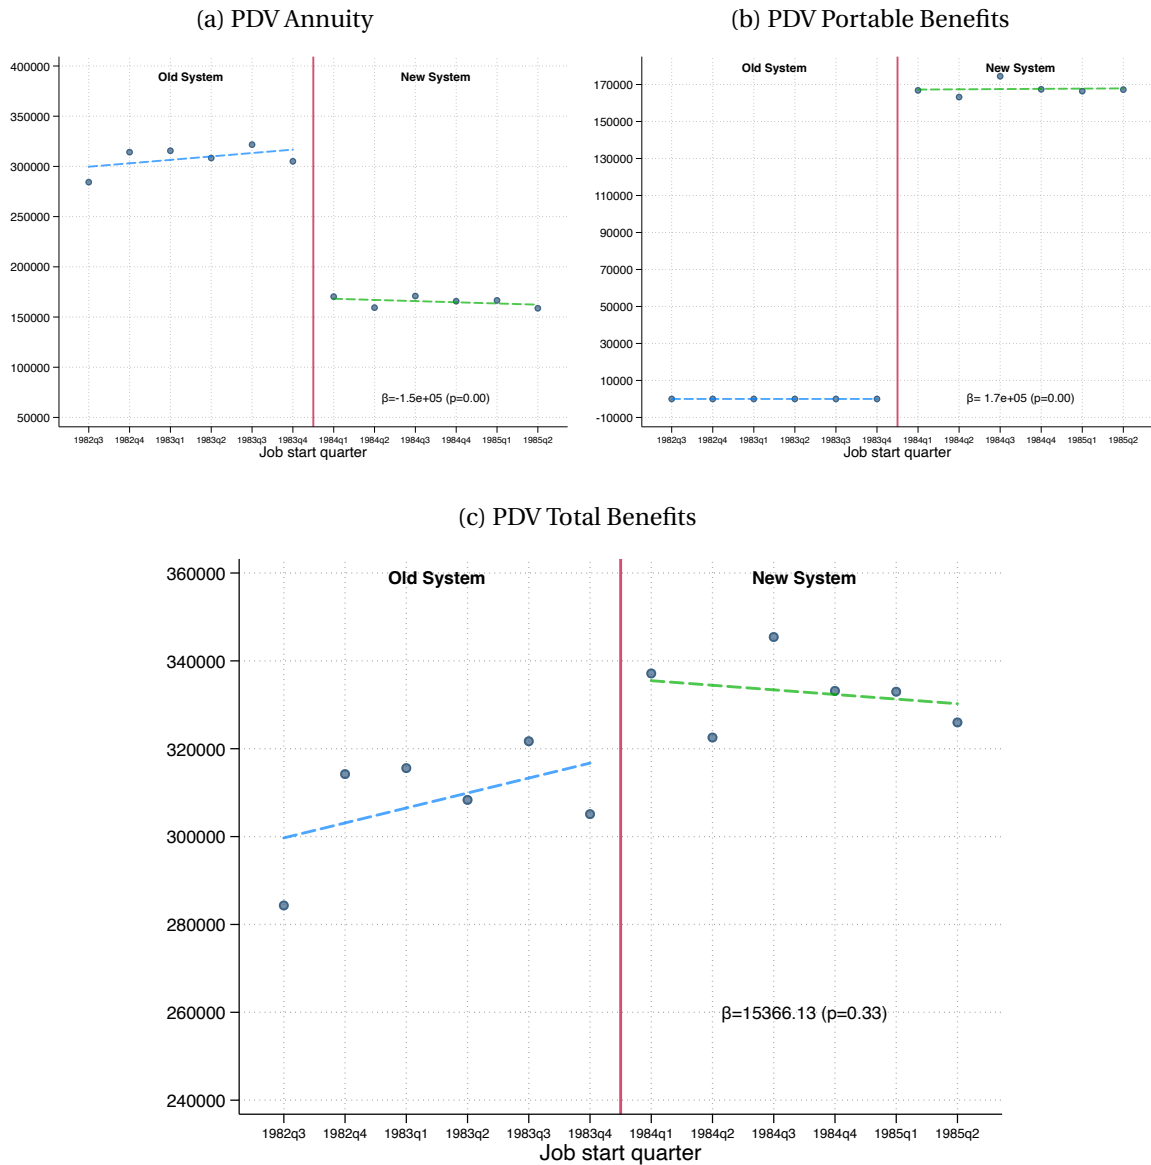 (a) PDV Annuity
400000
350000
300000
250000
200000
150000
100000
50000
Old System
New System
β=-1.5e+05 (p=0.00)
1982q3 1982q4 1983q1 1983q2 1983q3 1983q4 1984q1 1984q2 1984q3 1984q4 1985q1 1985q2
Job start quarter
(b) PDV Portable Benefits
170000
150000
130000
110000
90000
70000
50000
30000
10000
-10000
Old System
New System
β= 1.7e+05 (p=0.00)
1982q3 1982q4 1983q1 1983q2 1983q3 1983q4 1984q1 1984q2 1984q3 1984q4 1985q1 1985q2
Job start quarter
(c) PDV Total Benefits
360000
340000
320000
300000
280000
260000
240000
Old System
New System
β=15366.13 (p=0.33)
1982q3 1982q4 1983q1 1983q2 1983q3 1983q4 1984q1 1984q2 1984q3 1984q4 1985q1 1985q2
Job start quarter